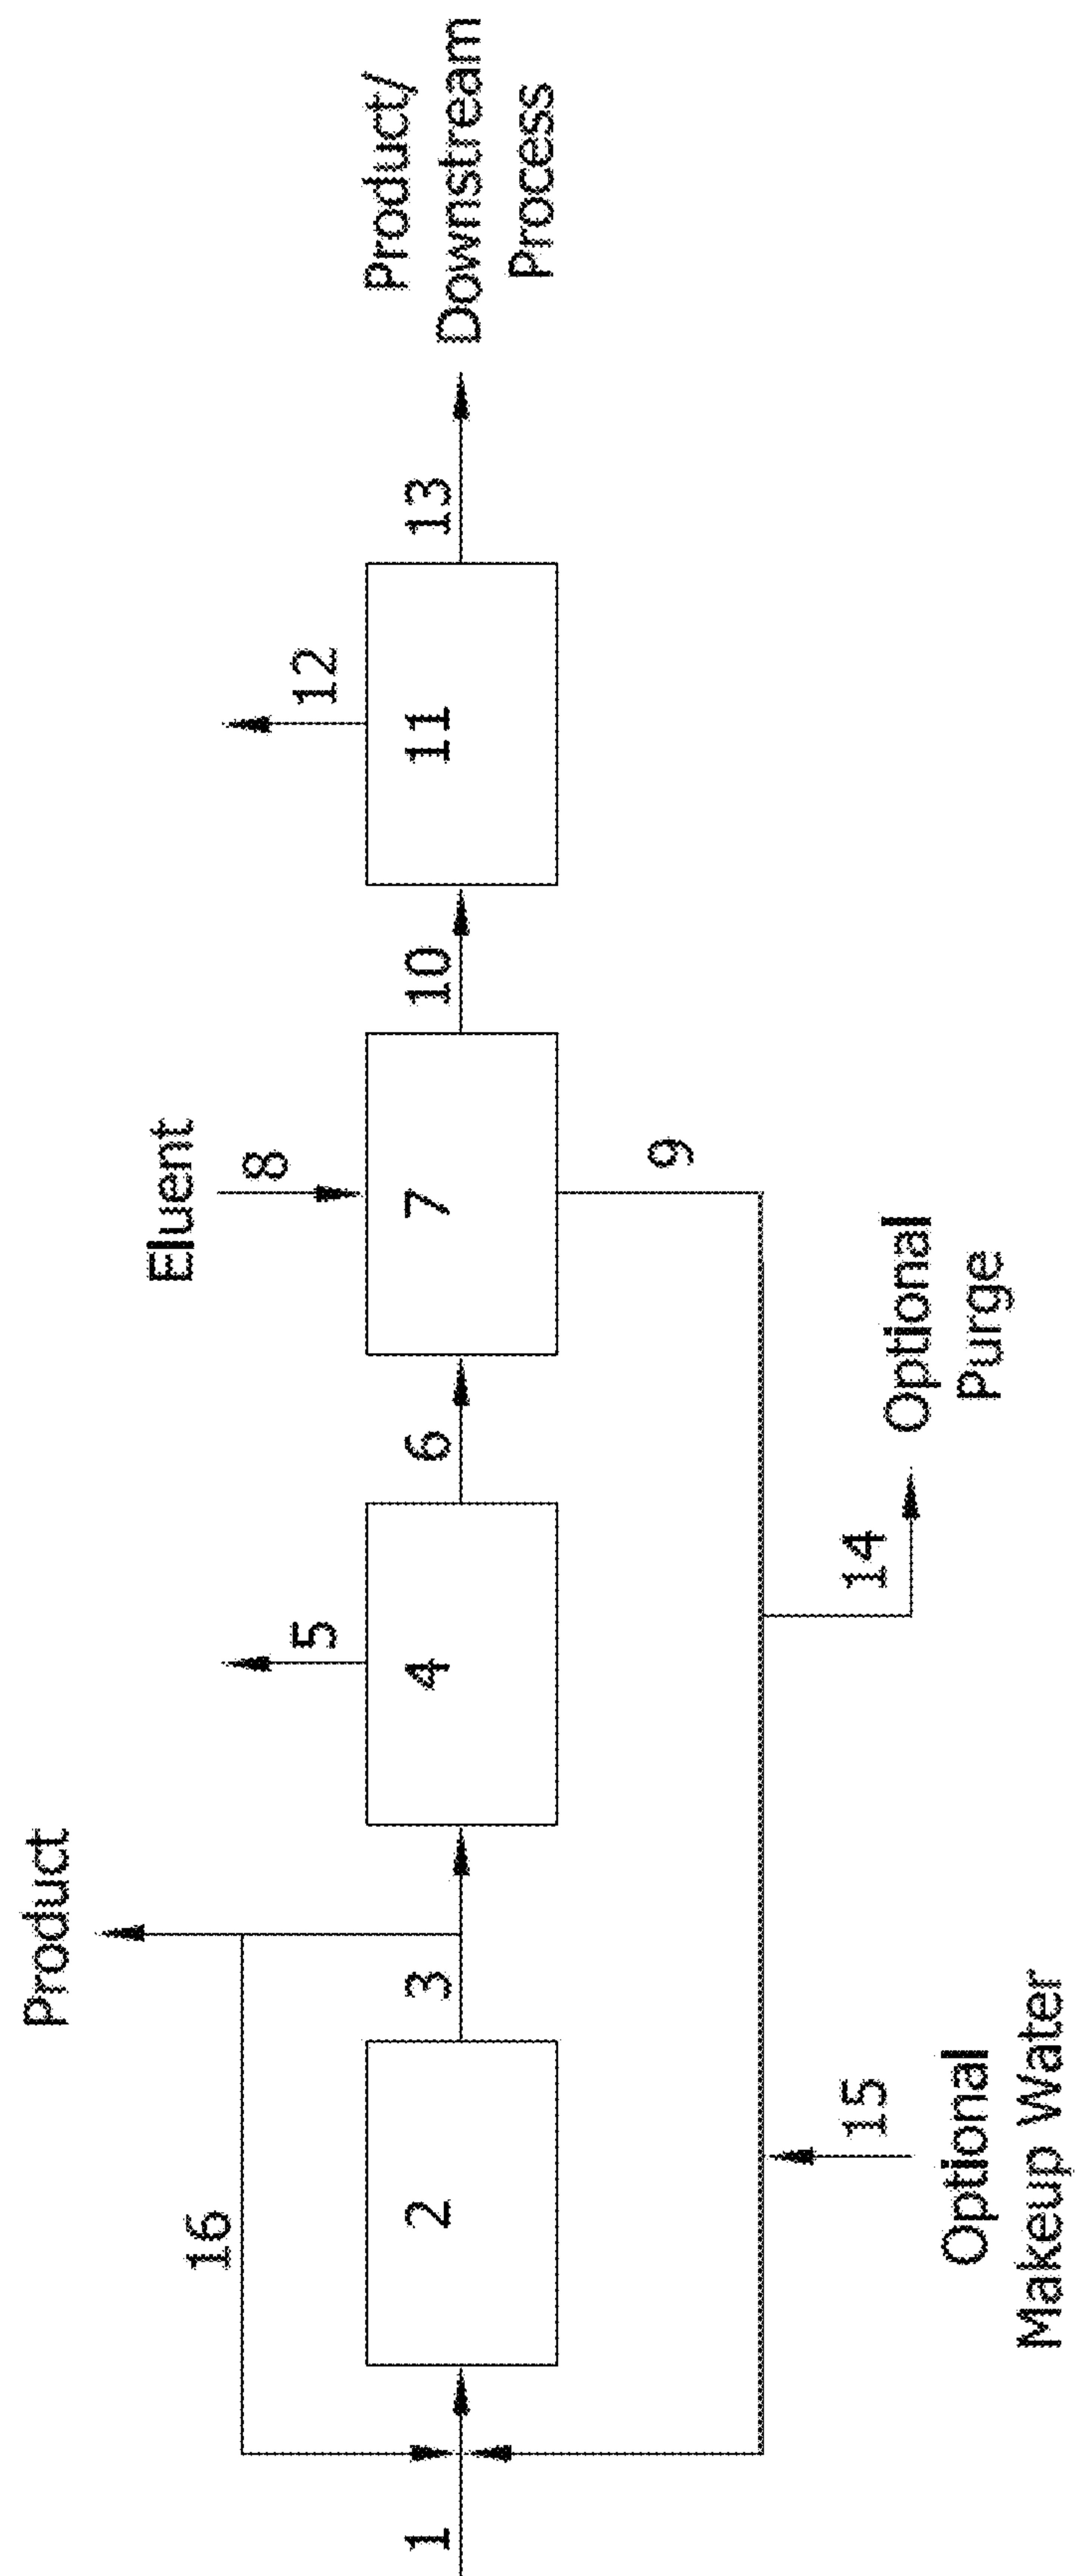 Product
Eluent
Product/
Downstream
Process
16
5
8
12
1
2
3
4
6
7
10
11
13
9
15
14
Optional
Makeup Water
Optional
Purge